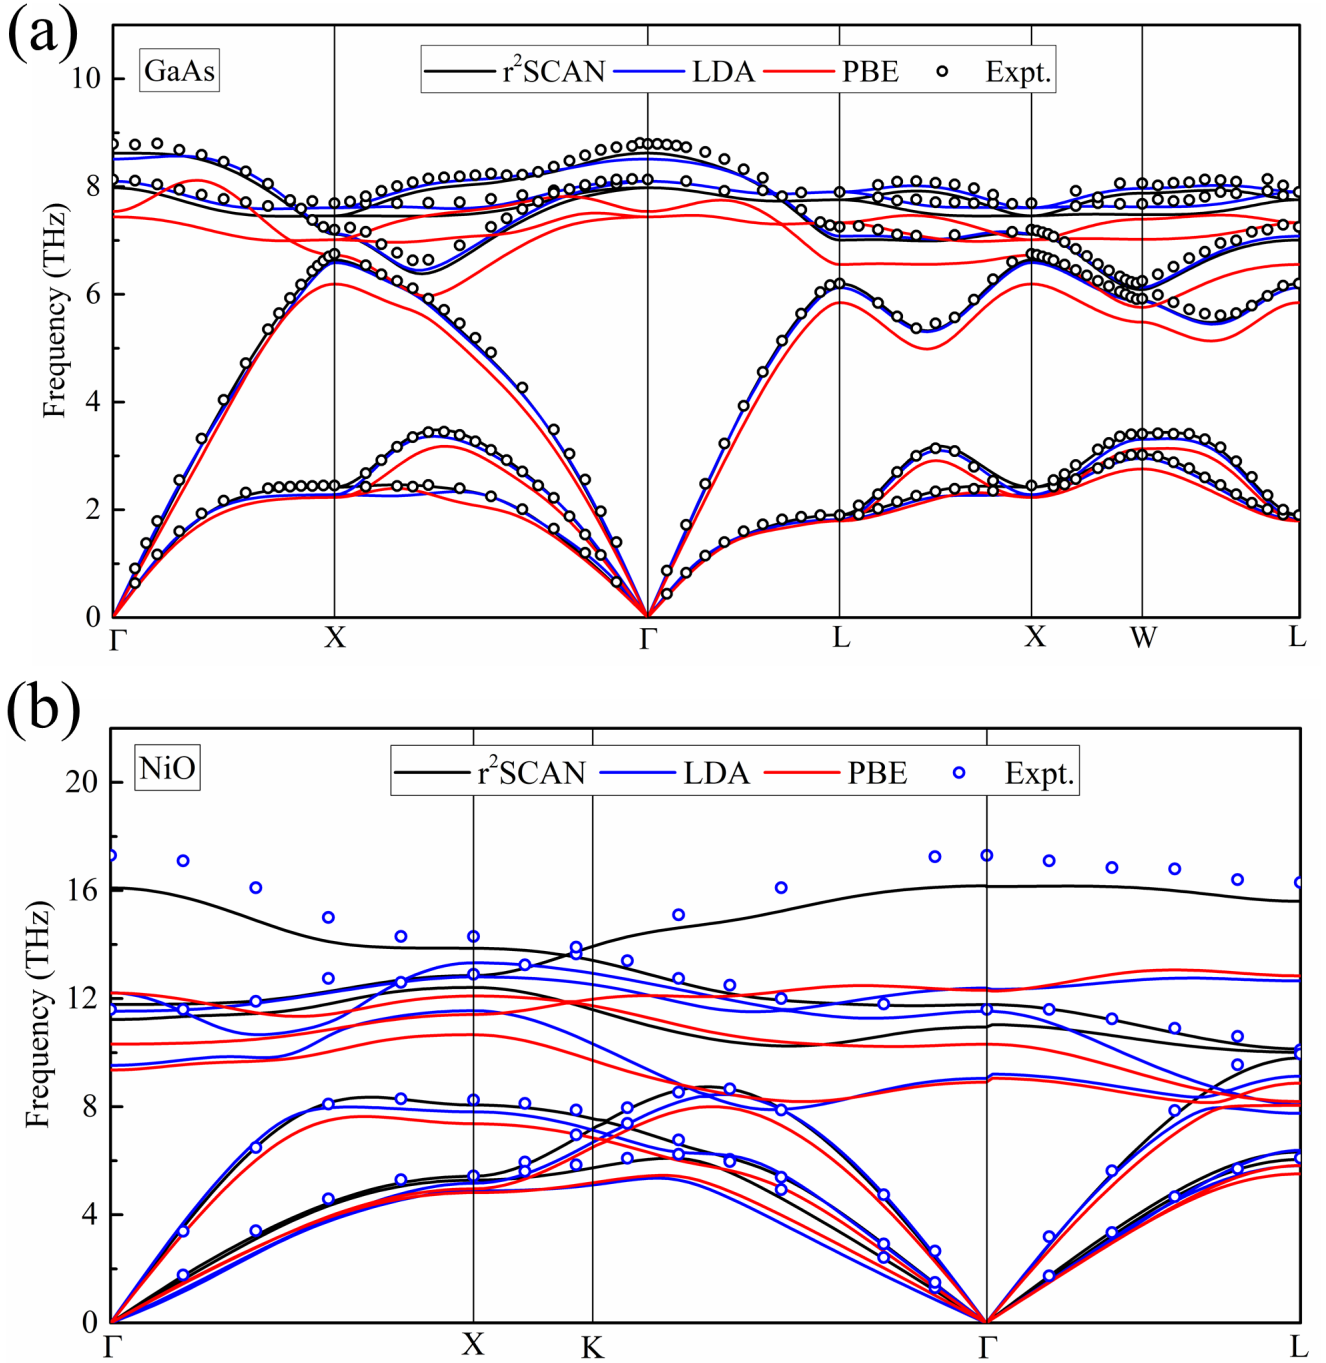 (a)
GaAs
r²SCAN LDA PBE Expt.
10
8
6
4
2
0
Frequency (THz)
Γ X Γ L X W L
(b)
NiO
r²SCAN LDA PBE Expt.
20
16
12
8
4
0
Frequency (THz)
Γ X K Γ L